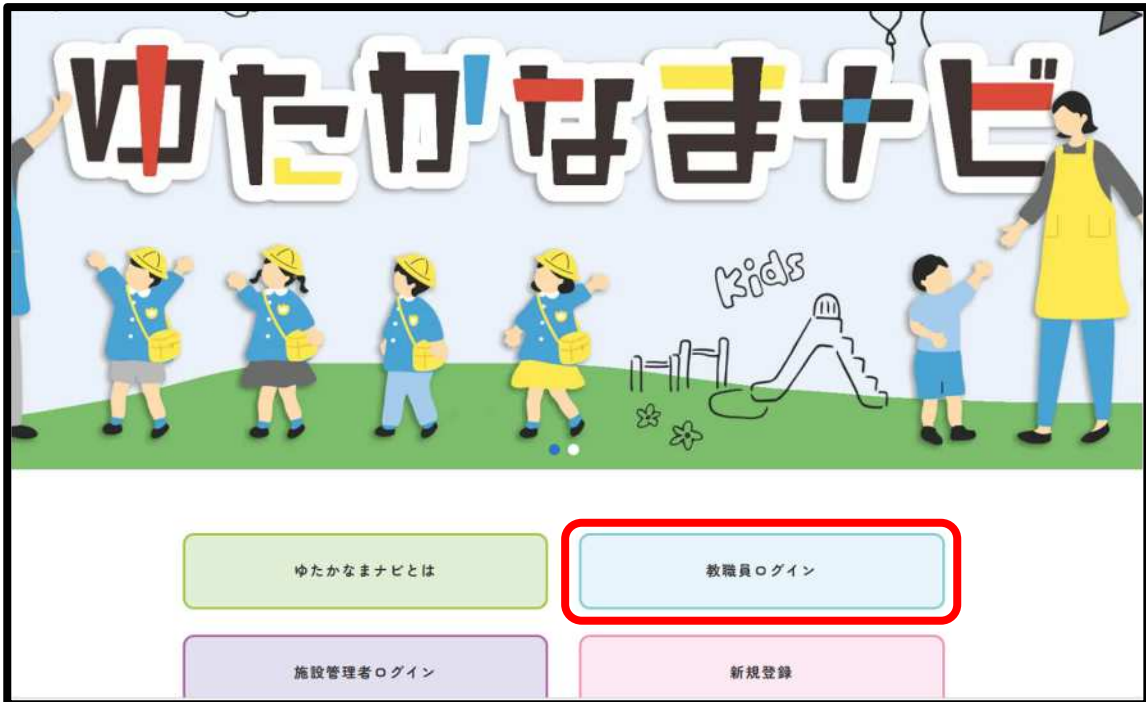 ゆたかなまナビ
Kids
ゆたかなまナビとは
教職員ログイン
施設管理者ログイン
新規登録